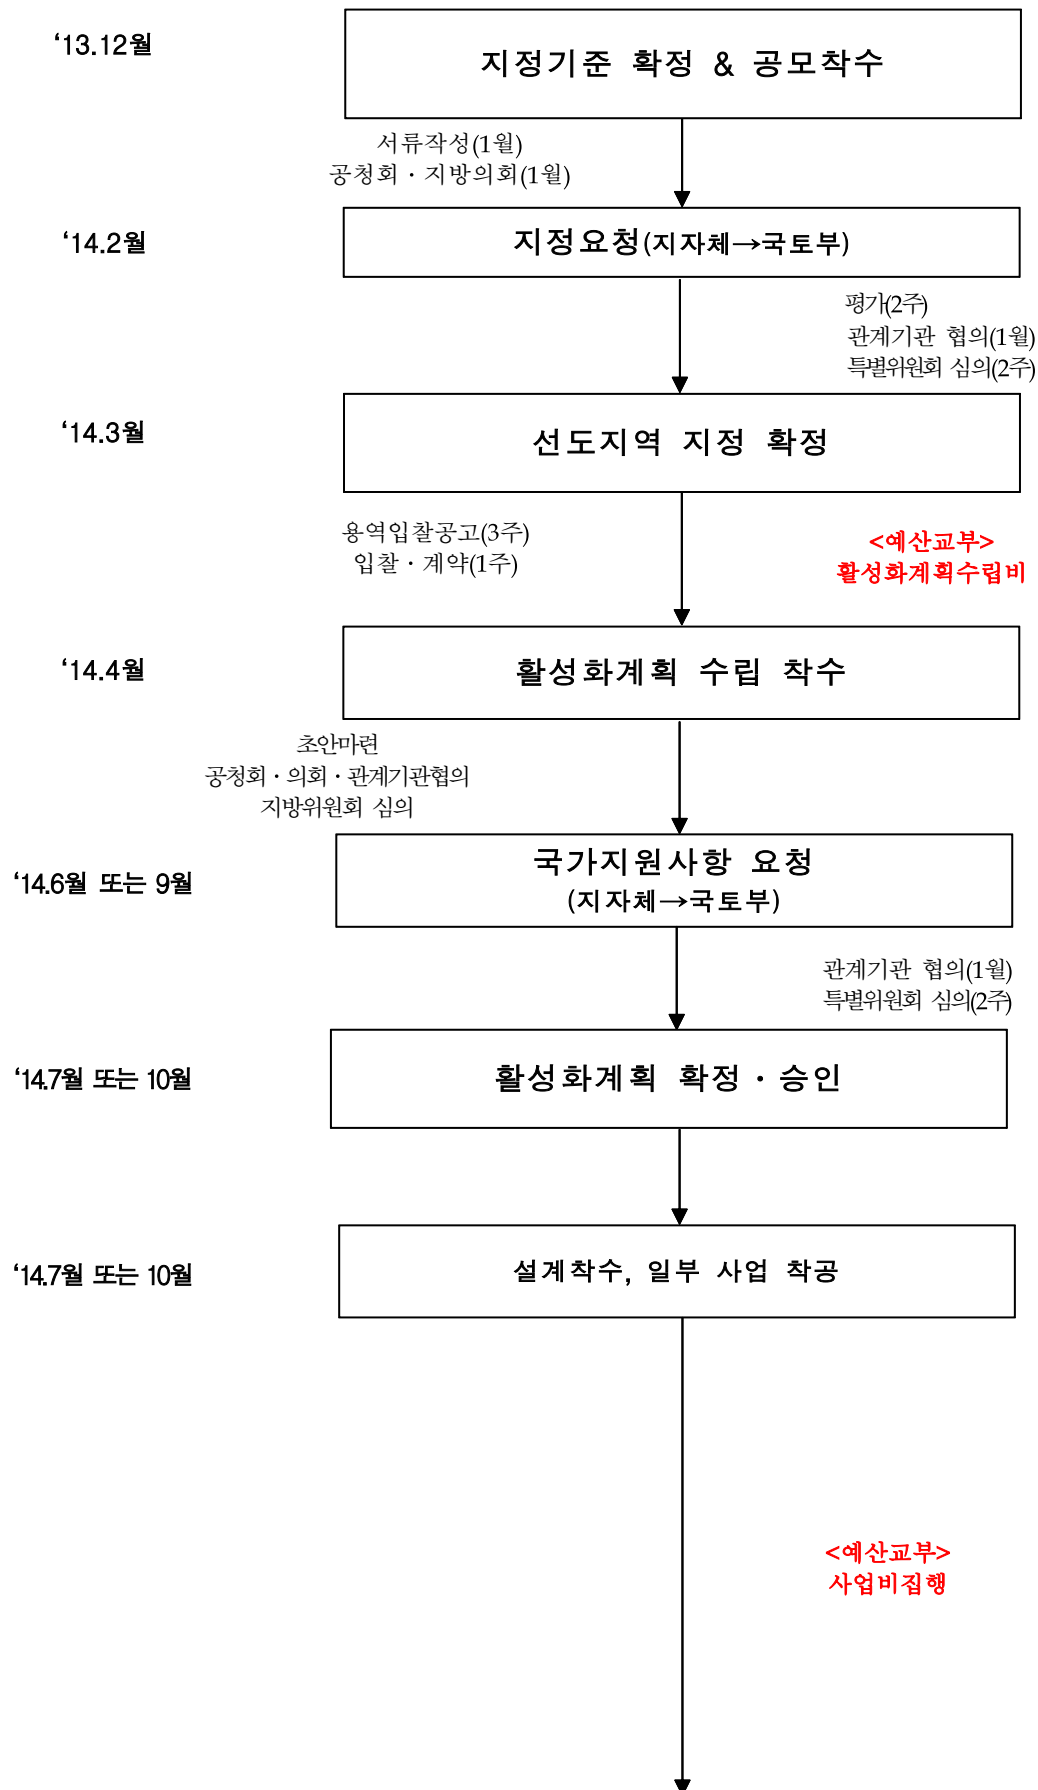 ‘13.12월
지정기준 확정 & 공모착수
서류작성(1월)
공청회·지방의회(1월)
‘14.2월
지정요청(지자체→국토부)
평가(2주)
관계기관 협의(1월)
특별위원회 심의(2주)
‘14.3월
선도지역 지정 확정
용역입찰공고(3주)
입찰·계약(1주)
<예산교부>
활성화계획수립비
‘14.4월
활성화계획 수립 착수
초안마련
공청회·의회·관계기관협의
지방위원회 심의
‘14.6월 또는 9월
국가지원사항 요청
(지자체→국토부)
관계기관 협의(1월)
특별위원회 심의(2주)
‘14.7월 또는 10월
활성화계획 확정·승인
‘14.7월 또는 10월
설계착수, 일부 사업 착공
<예산교부>
사업비집행